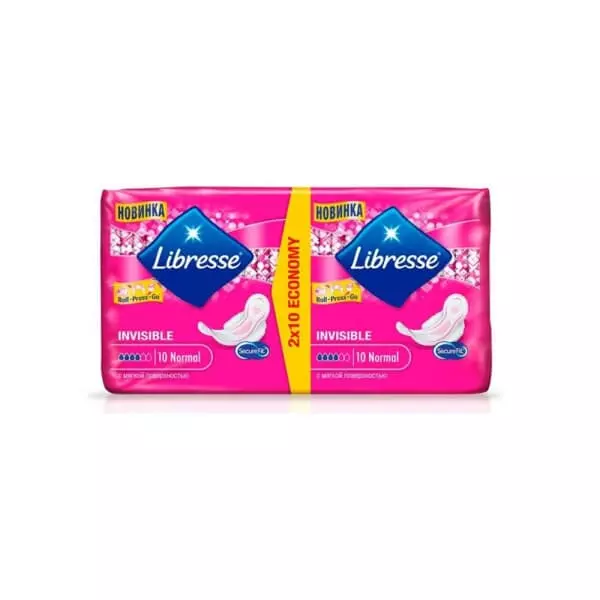 НОВИНКА
Libresse
Roll-Press-Go
INVISIBLE
10 Normal
SecureFit
с мягкой поверхностью
2x10 ECONOMY
НОВИНКА
Libresse
Roll-Press-Go
INVISIBLE
10 Normal
SecureFit
с мягкой поверхностью